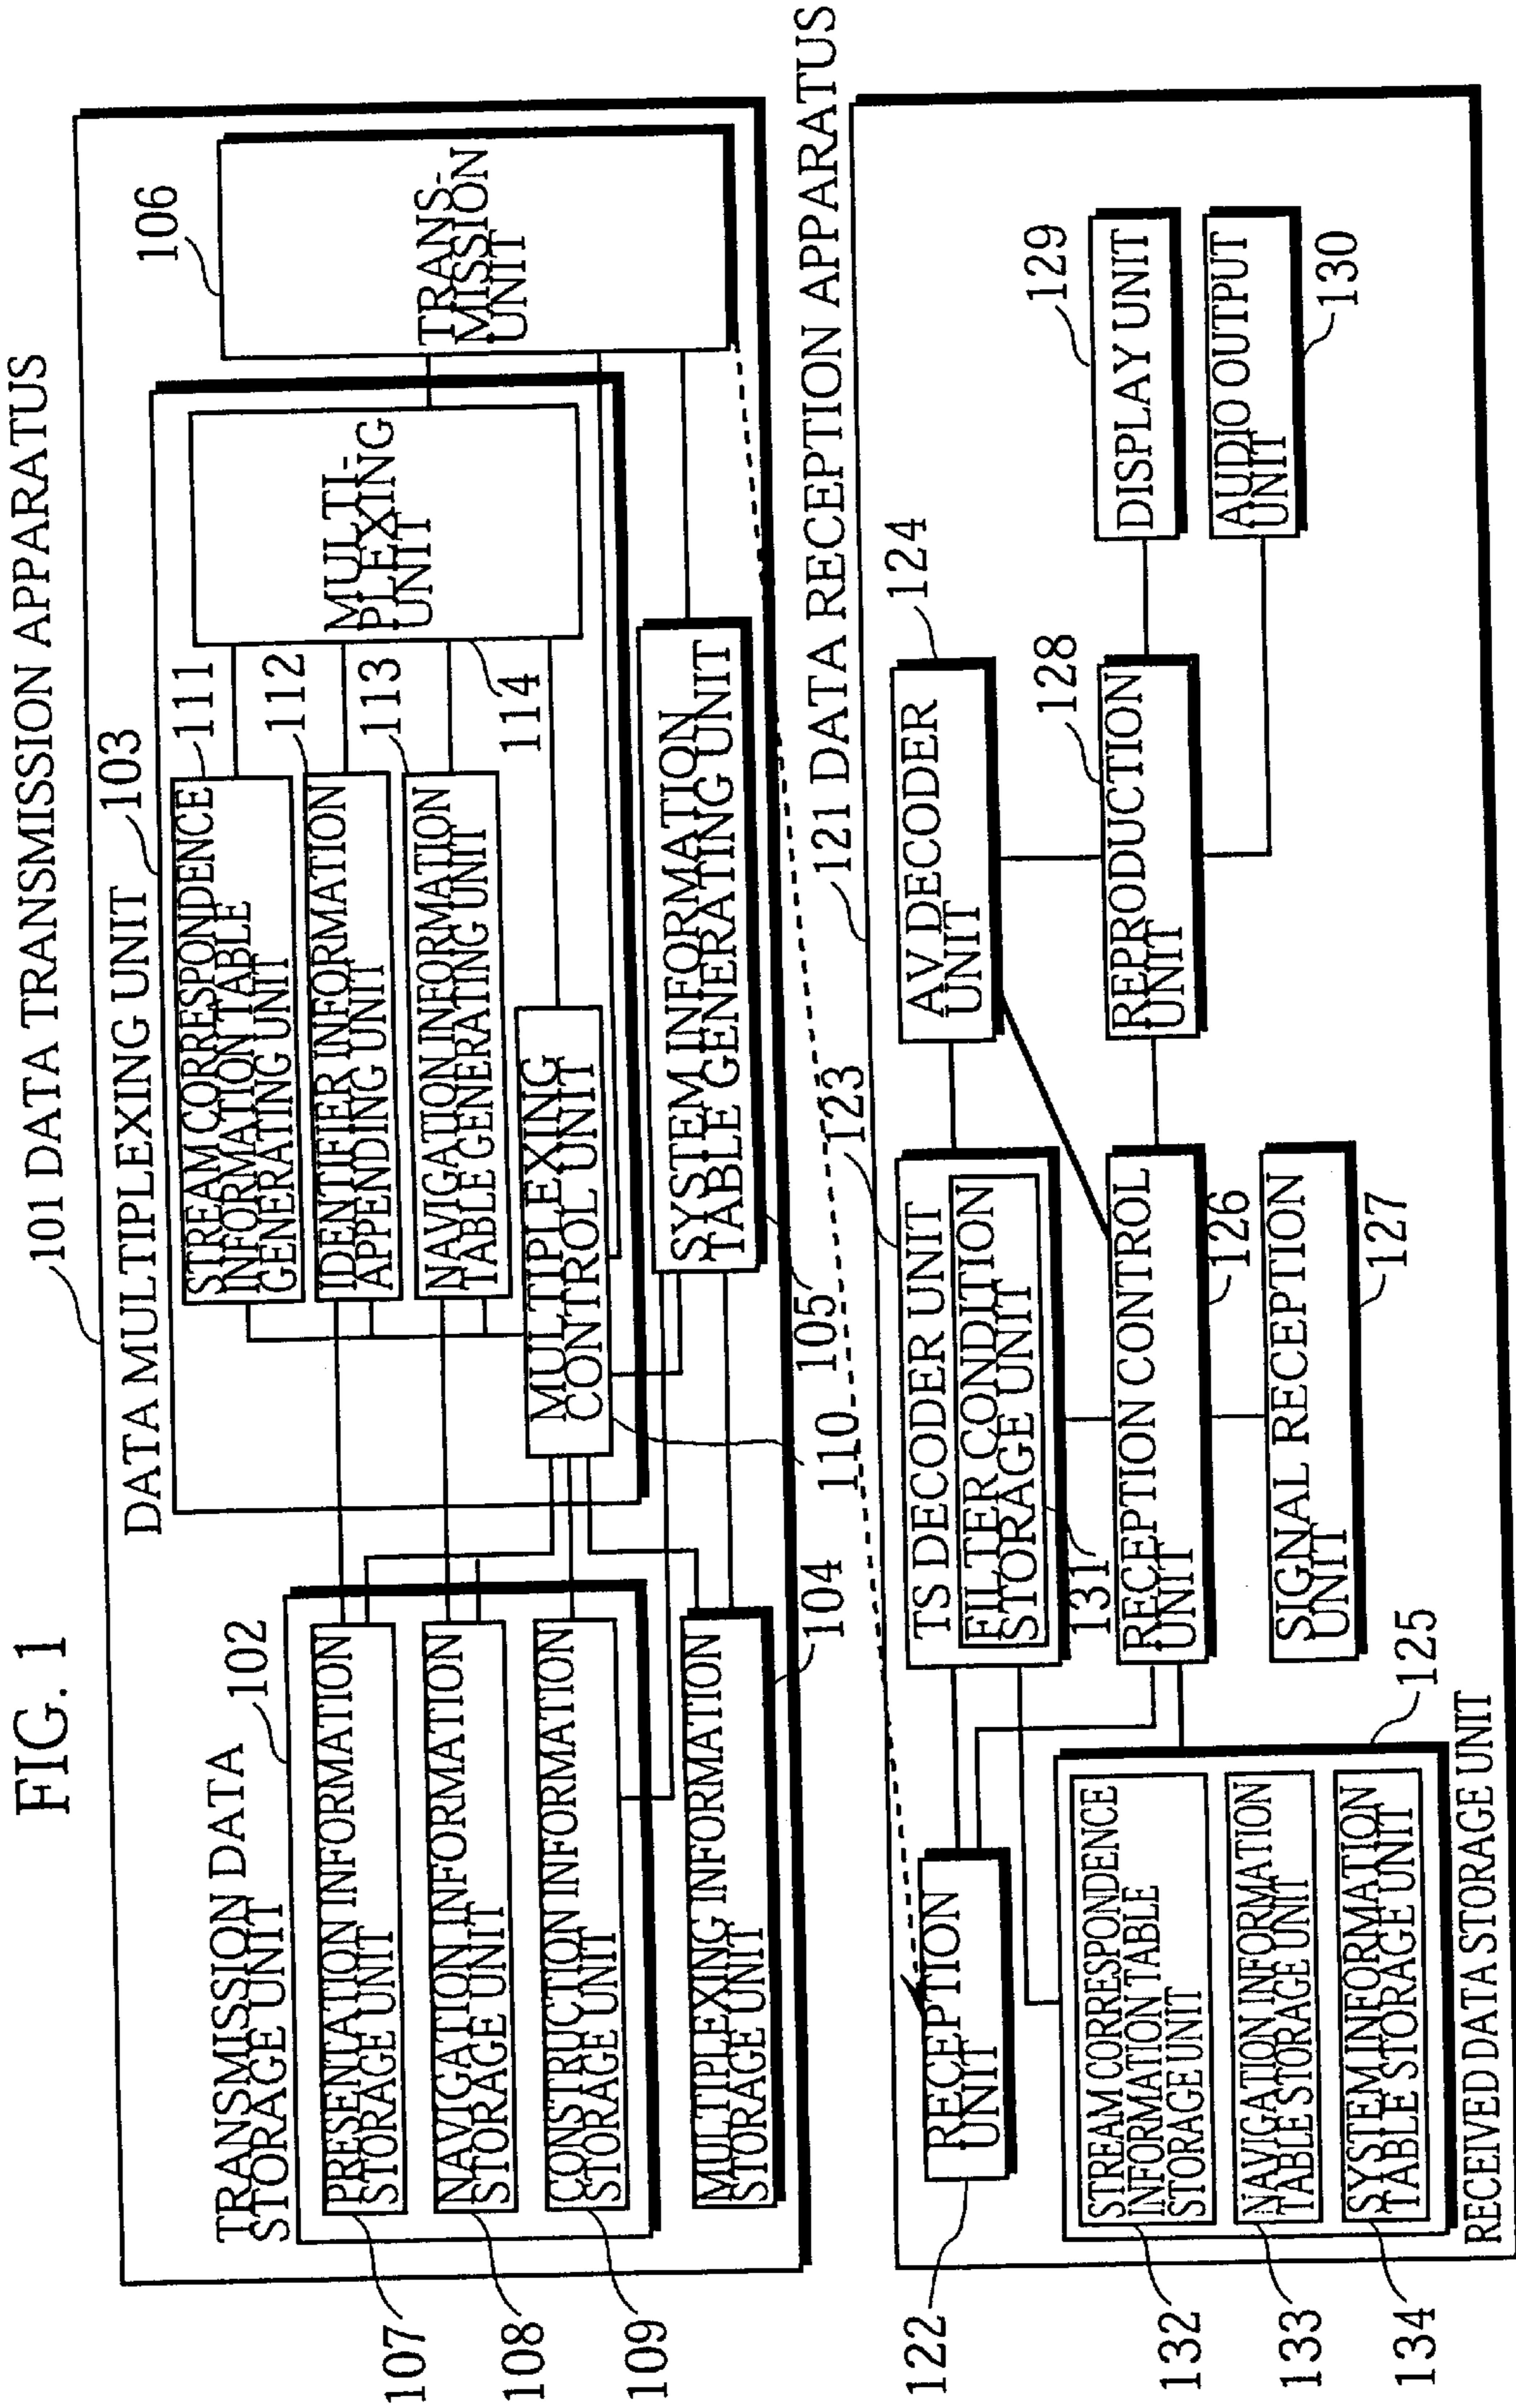 FIG. 1
101 DATA TRANSMISSION APPARATUS
TRANSMISSION DATA
STORAGE UNIT
102
PRESENTATION INFORMATION
STORAGE UNIT
107
NAVIGATION INFORMATION
STORAGE UNIT
108
CONSTRUCTION INFORMATION
STORAGE UNIT
109
MULTIPLEXING INFORMATION
STORAGE UNIT
104
DATA MULTIPLEXING UNIT
103
STREAM CORRESPONDENCE
INFORMATION TABLE
GENERATING UNIT
111
IDENTIFIER INFORMATION
APPENDING UNIT
112
NAVIGATION INFORMATION
TABLE GENERATING UNIT
113
MULTIPLEXING
CONTROL UNIT
110
MULTI-
PLEXING
UNIT
114
SYSTEM INFORMATION
TABLE GENERATING UNIT
105
TRANS-
MISSION
UNIT
106
121 DATA RECEPTION APPARATUS
RECEPTION
UNIT
122
TS DECODER UNIT
123
FILTER CONDITION
STORAGE UNIT
131
AV DECODER
UNIT
124
STREAM CORRESPONDENCE
INFORMATION TABLE
STORAGE UNIT
132
NAVIGATION INFORMATION
TABLE STORAGE UNIT
133
SYSTEM INFORMATION
TABLE STORAGE UNIT
134
RECEIVED DATA STORAGE UNIT
125
RECEPTION CONTROL
UNIT
126
SIGNAL RECEPTION
UNIT
127
REPRODUCTION
UNIT
128
DISPLAY UNIT
129
AUDIO OUTPUT
UNIT
130